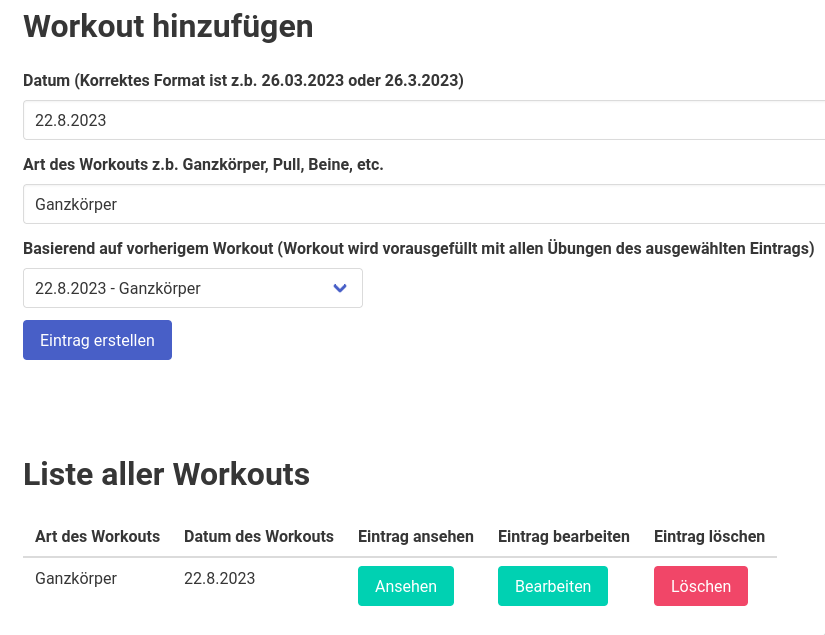 Workout hinzufügen
Datum (Korrektes Format ist z.b. 26.03.2023 oder 26.3.2023)
22.8.2023
Art des Workouts z.b. Ganzkörper, Pull, Beine, etc.
Ganzkörper
Basierend auf vorherigem Workout (Workout wird vorausgefüllt mit allen Übungen des ausgewählten Eintrags)
22.8.2023 - Ganzkörper
Eintrag erstellen
Liste aller Workouts
Art des Workouts Datum des Workouts Eintrag ansehen Eintrag bearbeiten Eintrag löschen
Ganzkörper 22.8.2023 Ansehen Bearbeiten Löschen